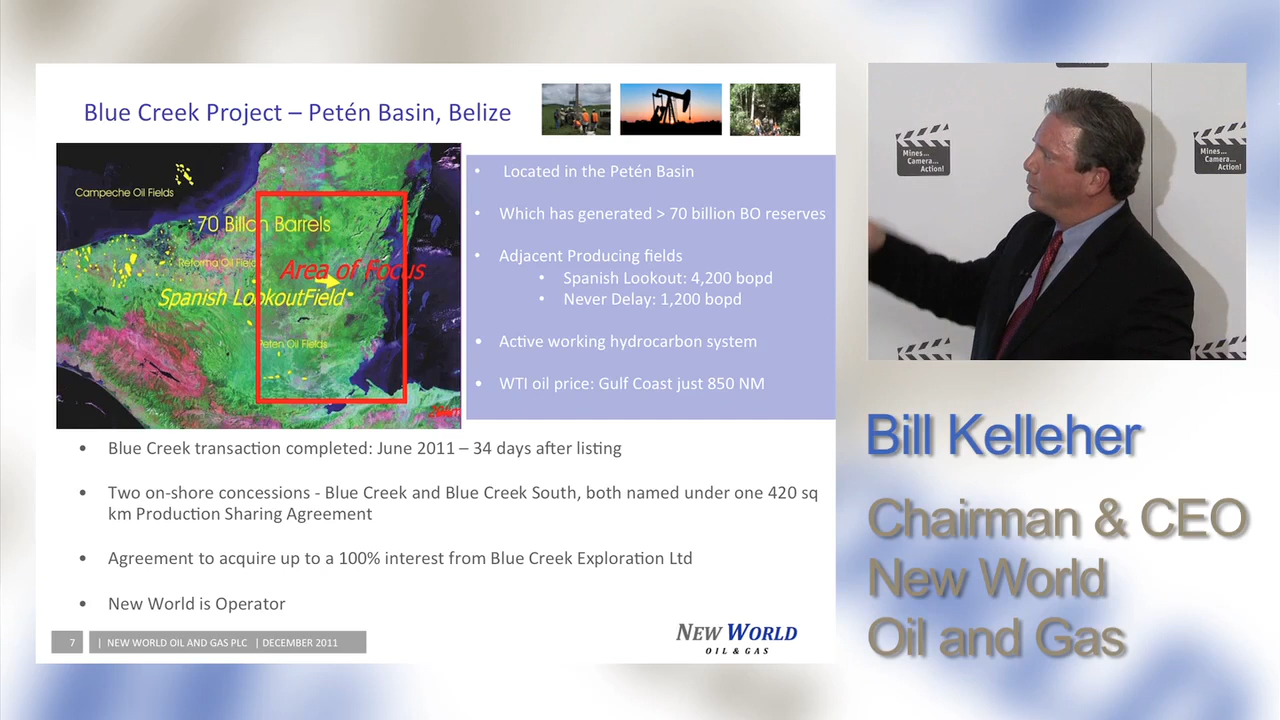 Blue Creek Project – Petén Basin, Belize
Campeche Oil Fields
70 Billion Barrels
Reforma Oil Field
Area of Focus
Spanish LookoutField
Peten Oil Fields
• Located in the Petén Basin
• Which has generated > 70 billion BO reserves
• Adjacent Producing fields
• Spanish Lookout: 4,200 bopd
• Never Delay: 1,200 bopd
• Active working hydrocarbon system
• WTI oil price: Gulf Coast just 850 NM
• Blue Creek transaction completed: June 2011 – 34 days after listing
• Two on-shore concessions - Blue Creek and Blue Creek South, both named under one 420 sq
km Production Sharing Agreement
• Agreement to acquire up to a 100% interest from Blue Creek Exploration Ltd
• New World is Operator
7 | NEW WORLD OIL AND GAS PLC | DECEMBER 2011
NEW WORLD
OIL & GAS
Mines...
Camera...
Action!
Mines...
Camera...
Action!
Bill Kelleher
Chairman & CEO
New World
Oil and Gas